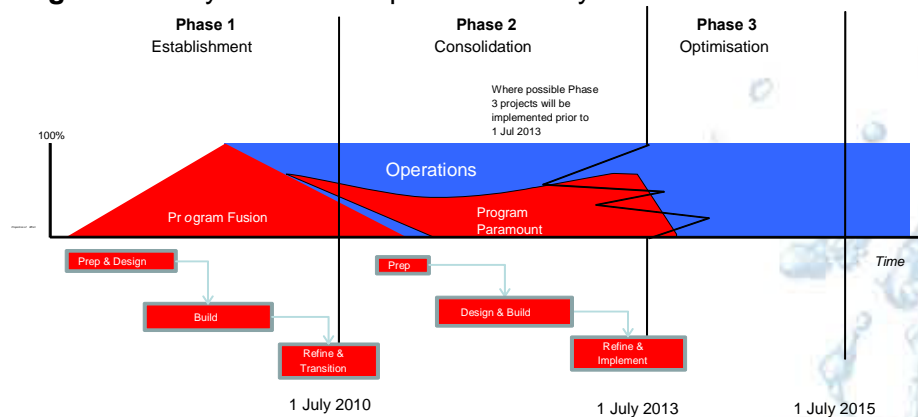 Phase 1
Establishment
Phase 2
Consolidation
Phase 3
Optimisation
Where possible Phase
3 projects will be
implemented prior to
1 Jul 2013
100%
Operations
Program Fusion
Program
Paramount
Time
Prep & Design
Prep
Build
Design & Build
Refine &
Transition
Refine &
Implement
1 July 2010
1 July 2013
1 July 2015